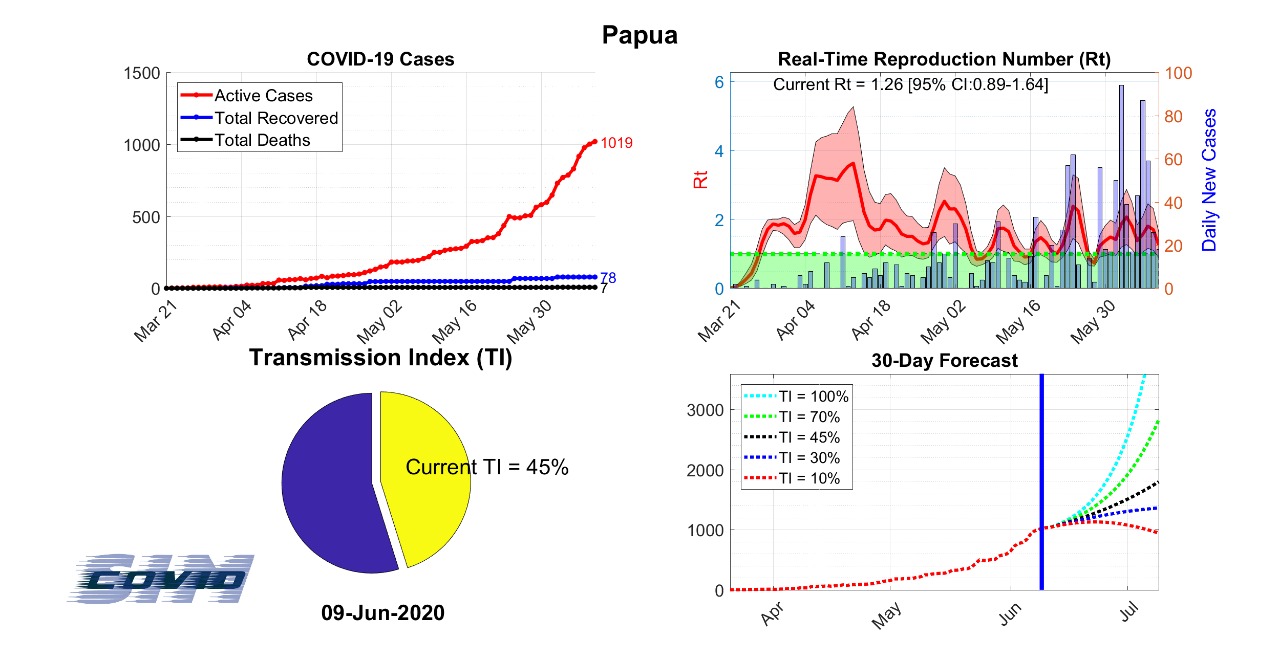 Papua
COVID-19 Cases
1500
1000
500
0
Active Cases
Total Recovered
Total Deaths
1019
78
7
Mar 21
Apr 04
Apr 18
May 02
May 16
May 30
Real-Time Reproduction Number (Rt)
Current Rt = 1.26 [95% CI:0.89-1.64]
Rt
6
4
2
0
100
80
60
40
20
0
Daily New Cases
Mar 21
Apr 04
Apr 18
May 02
May 16
May 30
Transmission Index (TI)
Current TI = 45%
30-Day Forecast
TI = 100%
TI = 70%
TI = 45%
TI = 30%
TI = 10%
3000
2000
1000
0
Apr
May
Jun
Jul
SIN
COVID
09-Jun-2020